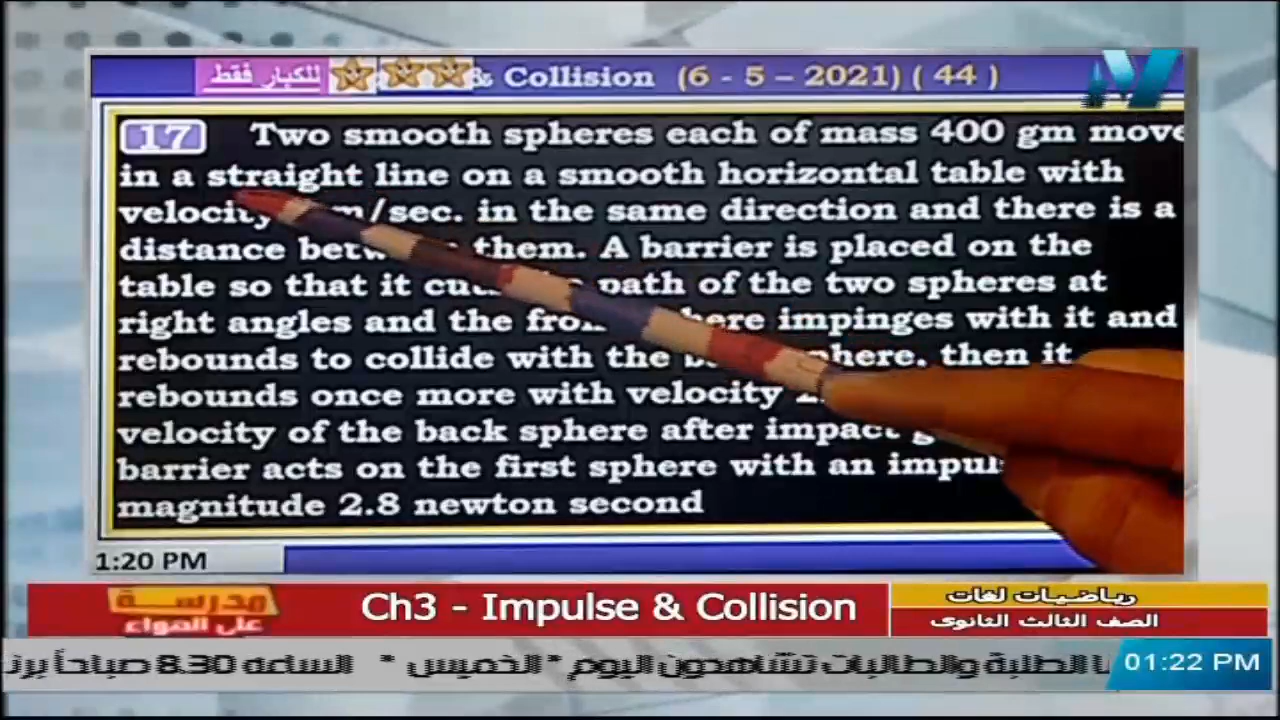 للكبار فقط & Collision (6 - 5 - 2021) ( 44 )
17 Two smooth spheres each of mass 400 gm move
in a straight line on a smooth horizontal table with
velocity m/sec. in the same direction and there is a
distance them. A barrier is placed on the
table so that it path of the two spheres at
right angles and the impinges with it and
rebounds to collide with the then it
rebounds once more with velocity
velocity of the back sphere after impact
barrier acts on the first sphere with an
magnitude 2.8 newton second
1:20 PM
مدرسة
على الهواء
Ch3 - Impulse & Collision
رياضيات لغات
الصف الثالث الثانوى
الطلبة والطالبات تشاهدون اليوم "الخميس" * الساعه 8.30 صباحاً
01:22 PM